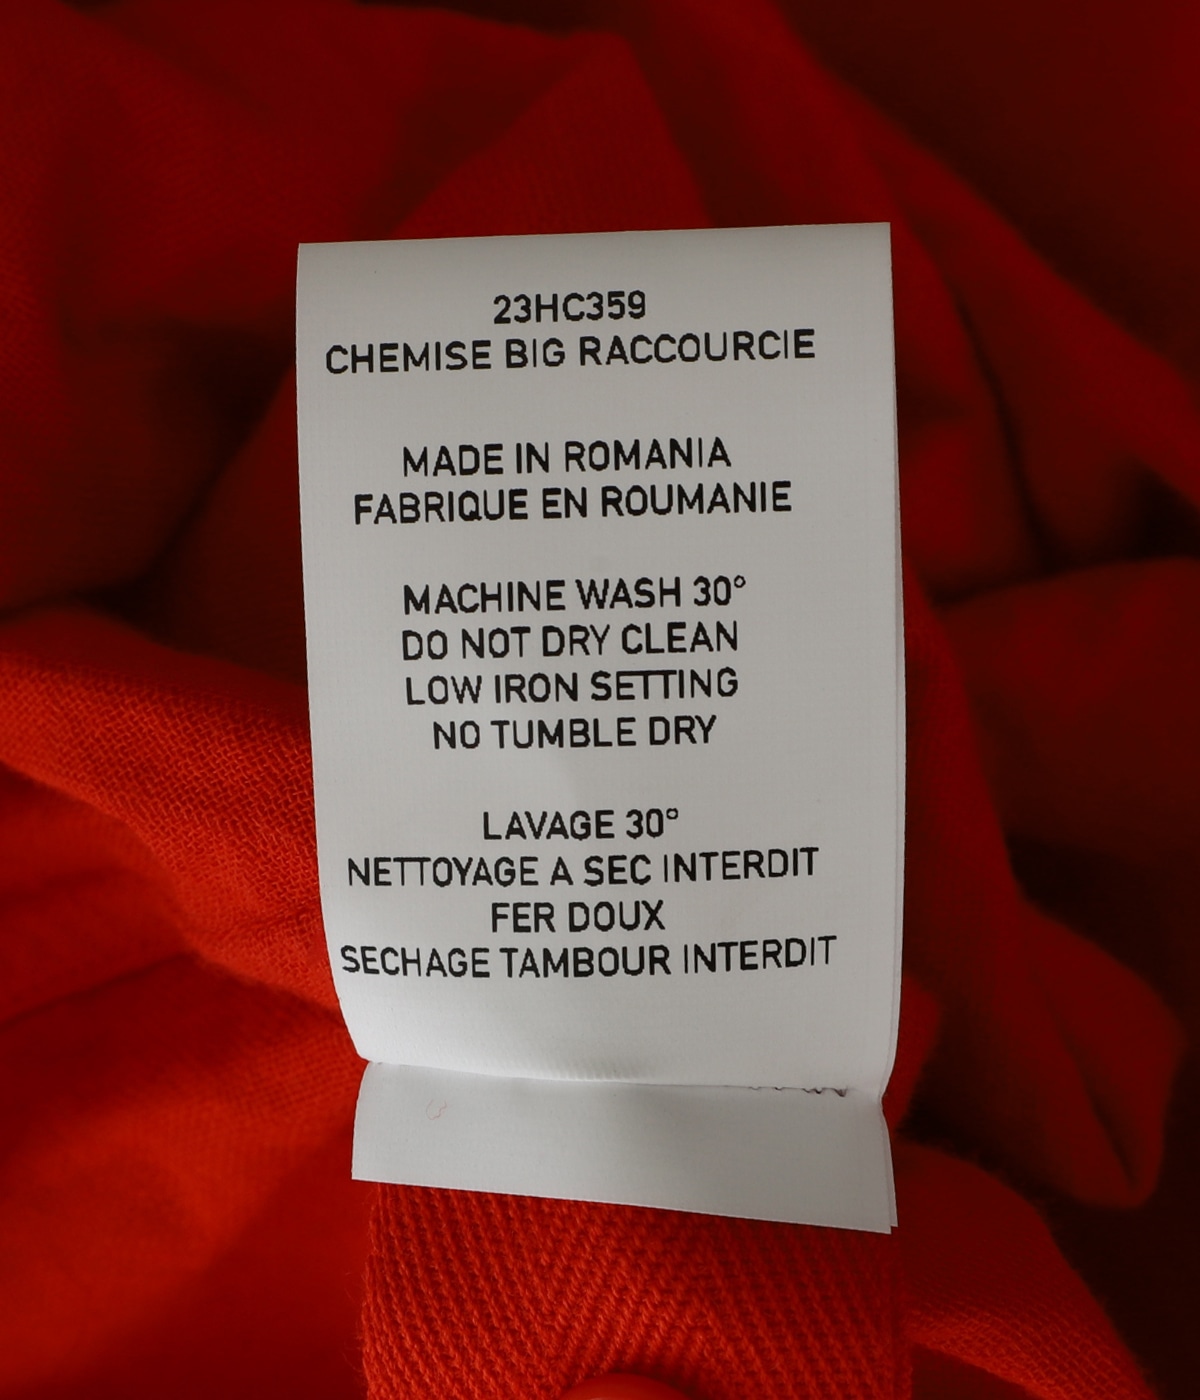 23HC359
CHEMISE BIG RACCOURCIE
MADE IN ROMANIA
FABRIQUE EN ROUMANIE
MACHINE WASH 30°
DO NOT DRY CLEAN
LOW IRON SETTING
NO TUMBLE DRY
LAVAGE 30°
NETTOYAGE A SEC INTERDIT
FER DOUX
SECHAGE TAMBOUR INTERDIT